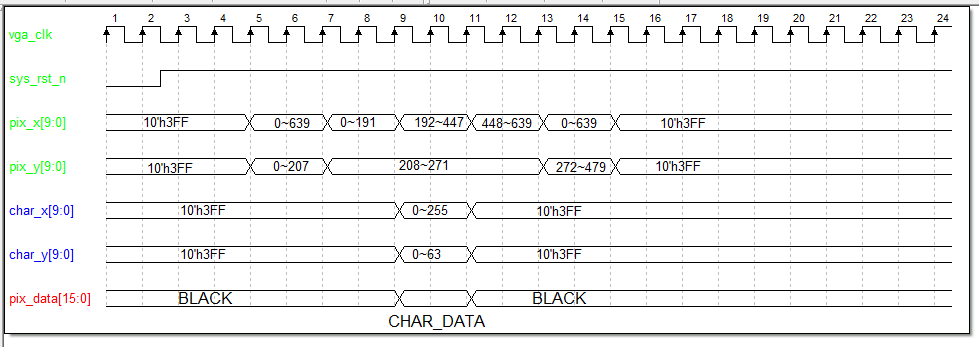 1 2 3 4 5 6 7 8 9 10 11 12 13 14 15 16 17 18 19 20 21 22 23 24
vga_clk
sys_rst_n
pix_x[9:0] 10'h3FF 0~639 0~191 192~447 448~639 0~639 10'h3FF
pix_y[9:0] 10'h3FF 0~207 208~271 272~479 10'h3FF
char_x[9:0] 10'h3FF 0~255 10'h3FF
char_y[9:0] 10'h3FF 0~63 10'h3FF
pix_data[15:0] BLACK BLACK
CHAR_DATA